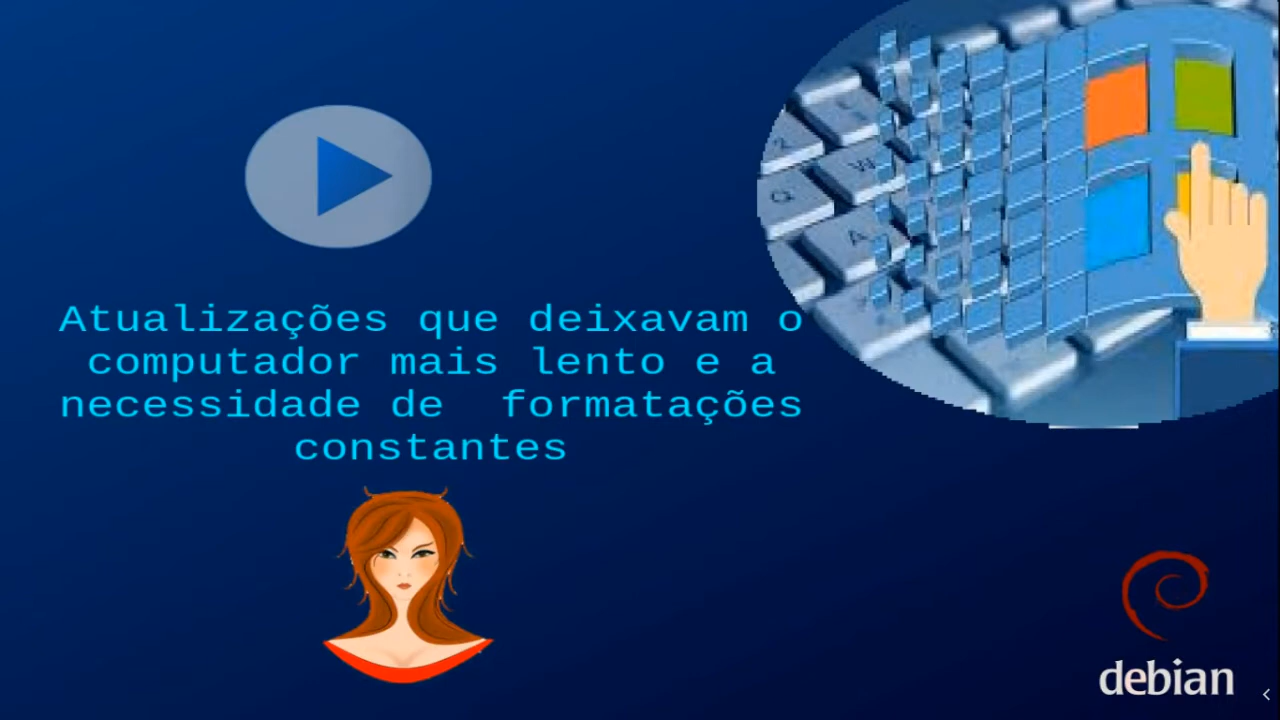 Atualizações que deixavam o
computador mais lento e a
necessidade de  formatações
constantes
W
Q
A
debian